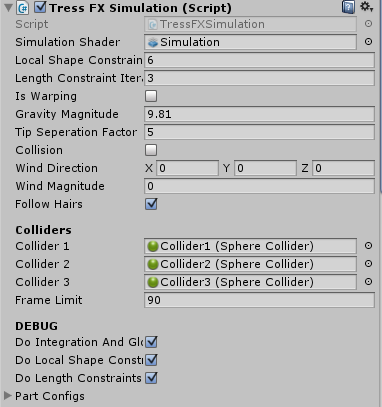 Tress FX Simulation (Script)
Script TressFXSimulation
Simulation Shader Simulation
Local Shape Constrain 6
Length Constraint Itera 3
Is Warping
Gravity Magnitude 9.81
Tip Seperation Factor 5
Collision
Wind Direction X 0 Y 0 Z 0
Wind Magnitude 0
Follow Hairs
Colliders
Collider 1 Collider1 (Sphere Collider)
Collider 2 Collider2 (Sphere Collider)
Collider 3 Collider3 (Sphere Collider)
Frame Limit 90
DEBUG
Do Integration And Glo
Do Local Shape Constr
Do Length Constraints
Part Configs